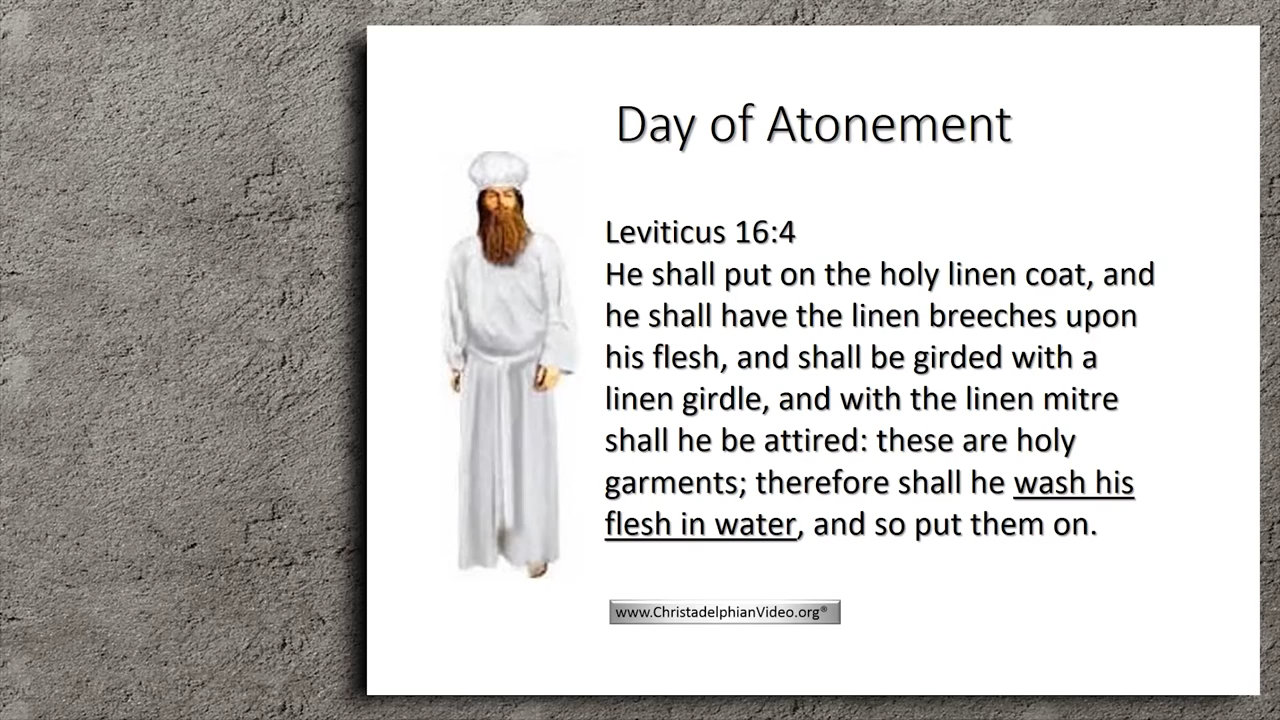 Day of Atonement
Leviticus 16:4
He shall put on the holy linen coat, and
he shall have the linen breeches upon
his flesh, and shall be girded with a
linen girdle, and with the linen mitre
shall he be attired: these are holy
garments; therefore shall he wash his
flesh in water, and so put them on.
www.ChristadelphianVideo.org®